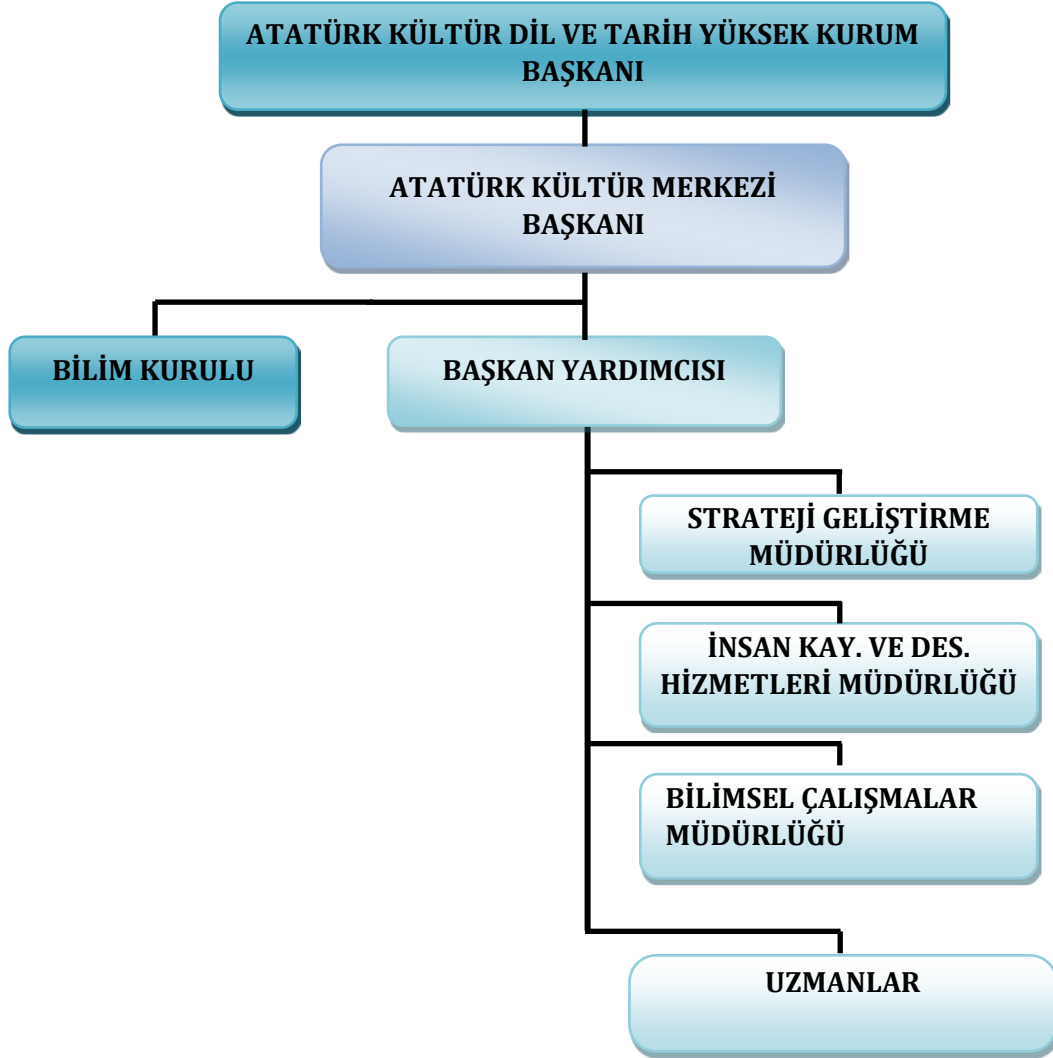 ATATÜRK KÜLTÜR DİL VE TARİH YÜKSEK KURUM
BAŞKANI
ATATÜRK KÜLTÜR MERKEZİ
BAŞKANI
BİLİM KURULU
BAŞKAN YARDIMCISI
STRATEJİ GELİŞTİRME
MÜDÜRLÜĞÜ
İNSAN KAY. VE DES.
HİZMETLERİ MÜDÜRLÜĞÜ
BİLİMSEL ÇALIŞMALAR
MÜDÜRLÜĞÜ
UZMANLAR